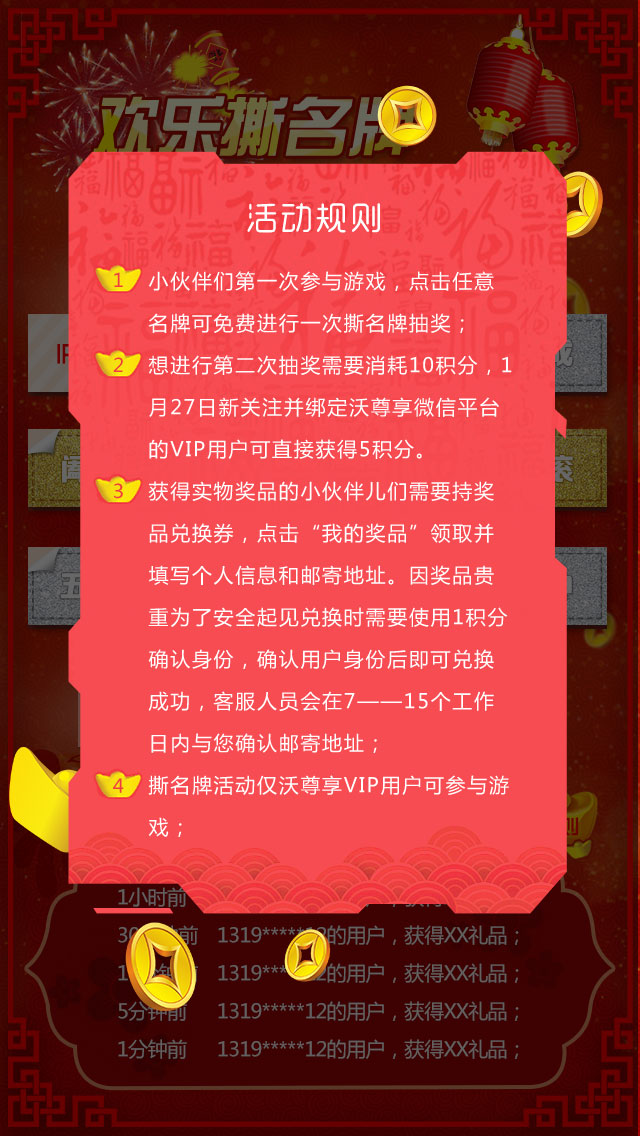 欢乐撕名牌
活动规则
1 小伙伴们第一次参与游戏，点击任意
名牌可免费进行一次撕名牌抽奖；
2 想进行第二次抽奖需要消耗10积分，1
月27日新关注并绑定沃尊享微信平台
的VIP用户可直接获得5积分。
3 获得实物奖品的小伙伴儿们需要持奖
品兑换券，点击“我的奖品”领取并
填写个人信息和邮寄地址。因奖品贵
重为了安全起见兑换时需要使用1积分
确认身份，确认用户身份后即可兑换
成功，客服人员会在7——15个工作
日内与您确认邮寄地址；
4 撕名牌活动仅沃尊享VIP用户可参与游
戏；
1小时前
1319*****12的用户，获得XX礼品；
1319*****12的用户，获得XX礼品；
5分钟前 1319*****12的用户，获得XX礼品；
1分钟前 1319*****12的用户，获得XX礼品；